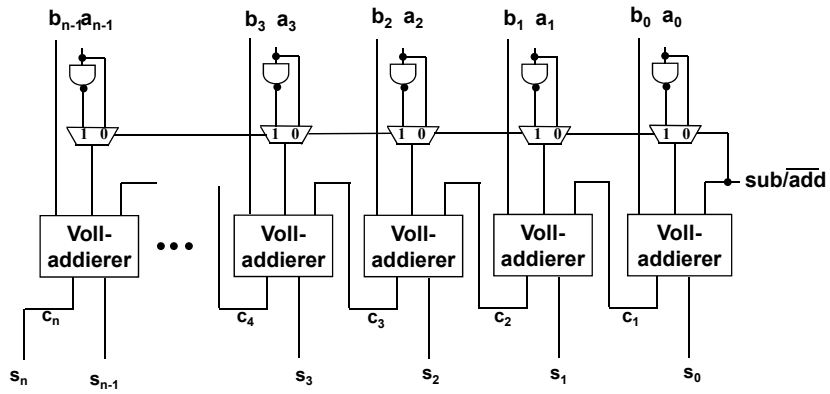 bn-1 an-1 b3 a3 b2 a2 b1 a1 b0 a0
1 0 1 0 1 0 1 0 1 0
sub/add
Voll-addierer ••• Voll-addierer Voll-addierer Voll-addierer Voll-addierer
cn c4 c3 c2 c1
sn sn-1 s3 s2 s1 s0